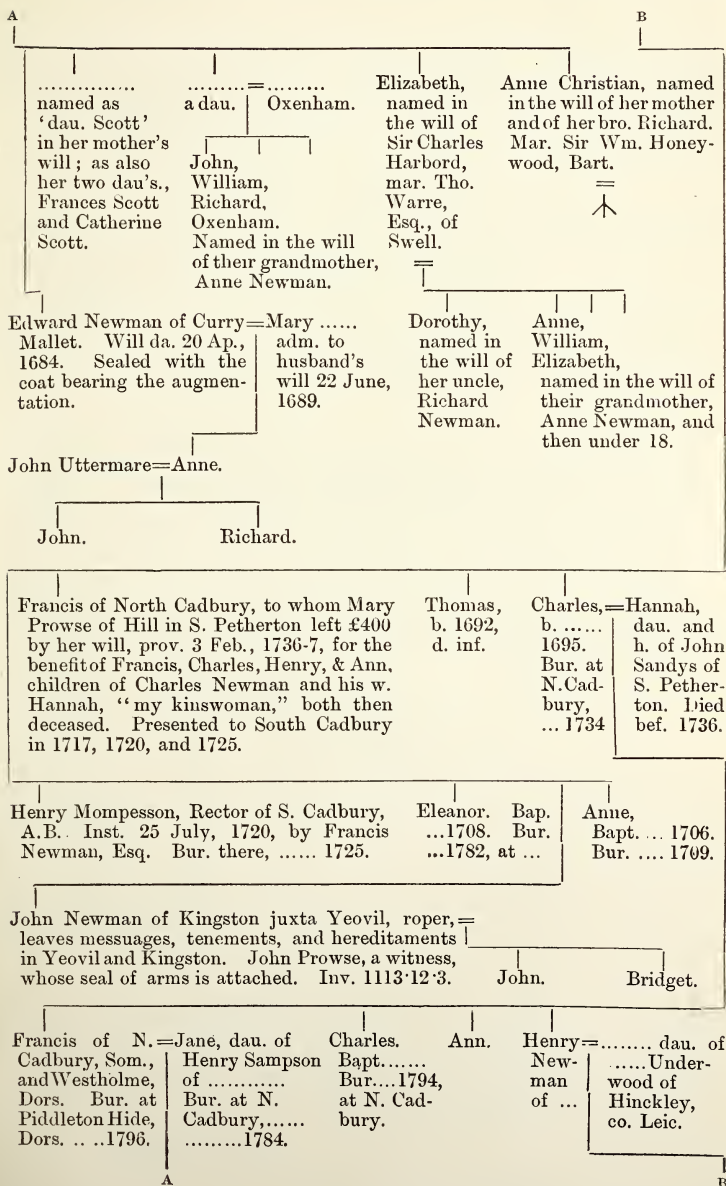 A
B
..............
named as
‘dau. Scott’
in her mother's
will; as also
her two dau's.,
Frances Scott
and Catherine
Scott.
.........=.........
a dau.
Oxenham.
John,
William,
Richard,
Oxenham.
Named in the will
of their grandmother,
Anne Newman.
Elizabeth,
named in
the will of
Sir Charles
Harbord,
mar. Tho.
Warre,
Esq., of
Swell.
=
Anne Christian, named
in the will of her mother
and of her bro. Richard.
Mar. Sir Wm. Honey-
wood, Bart.
=
Edward Newman of Curry=Mary ......
Mallet. Will da. 20 Ap.,
1684. Sealed with the
coat bearing the augmen-
tation.
adm. to
husband's
will 22 June,
1689.
Dorothy,
named in
the will of
her uncle,
Richard
Newman.
Anne,
William,
Elizabeth,
named in the will of
their grandmother,
Anne Newman, and
then under 18.
John Uttermare=Anne.
John.
Richard.
Francis of North Cadbury, to whom Mary
Prowse of Hill in S. Petherton left £400
by her will, prov. 3 Feb., 1736-7, for the
benefit of Francis, Charles, Henry, & Ann,
children of Charles Newman and his w.
Hannah, “my kinswoman,” both then
deceased. Presented to South Cadbury
in 1717, 1720, and 1725.
Thomas,
b. 1692,
d. inf.
Charles,=Hannah,
b. ......
1695.
Bur. at
N. Cad-
bury,
... 1734
dau. and
h. of John
Sandys of
S. Pether-
ton. Died
bef. 1736.
Henry Mompesson, Rector of S. Cadbury,
A.B. Inst. 25 July, 1720, by Francis
Newman, Esq. Bur. there, ...... 1725.
Eleanor. Bap.
...1708. Bur.
...1782, at ...
Anne,
Bapt. ... 1706.
Bur. .... 1709.
John Newman of Kingston juxta Yeovil, roper,=
leaves messuages, tenements, and hereditaments
in Yeovil and Kingston. John Prowse, a witness,
whose seal of arms is attached. Inv. 1113·12·3.
John.
Bridget.
Francis of N.=Jane, dau. of
Cadbury, Som.,
and Westholme,
Dors. Bur. at
Piddleton Hide,
Dors. .. ..1796.
Henry Sampson
of ............
Bur. at N.
Cadbury,......
.........1784.
Charles.
Bapt.......
Bur....1794,
at N. Cad-
bury.
Ann.
Henry=........ dau. of
New-
man
of ...
......Under-
wood of
Hinckley,
co. Leic.
A
B